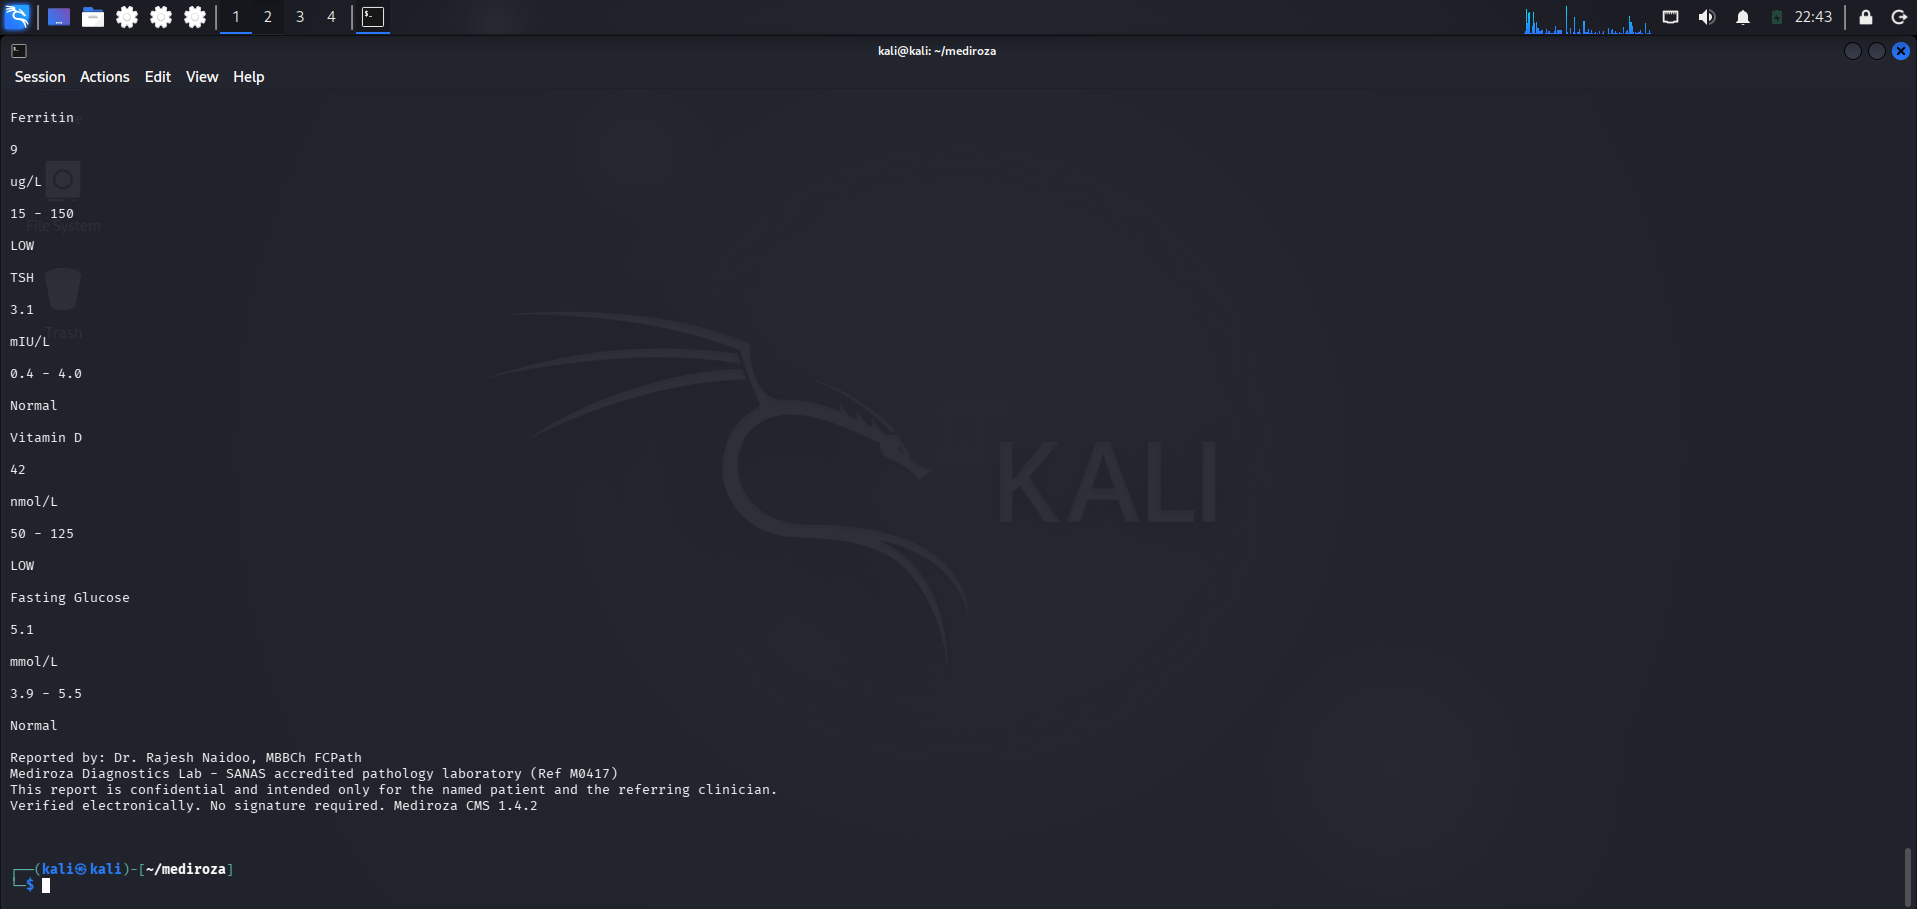 1 2 3 4
22:43
kali@kali: ~/mediroza
Session Actions Edit View Help
Ferritin
9
ug/L
15 - 150
File System
LOW
TSH
3.1
Trash
mIU/L
0.4 - 4.0
Normal
Vitamin D
42
nmol/L
50 - 125
LOW
Fasting Glucose
5.1
mmol/L
3.9 - 5.5
Normal
Reported by: Dr. Rajesh Naidoo, MBBCh FCPath
Mediroza Diagnostics Lab - SANAS accredited pathology laboratory (Ref M0417)
This report is confidential and intended only for the named patient and the referring clinician.
Verified electronically. No signature required. Mediroza CMS 1.4.2
(kali㉿kali)-[~/mediroza]
$
KALI